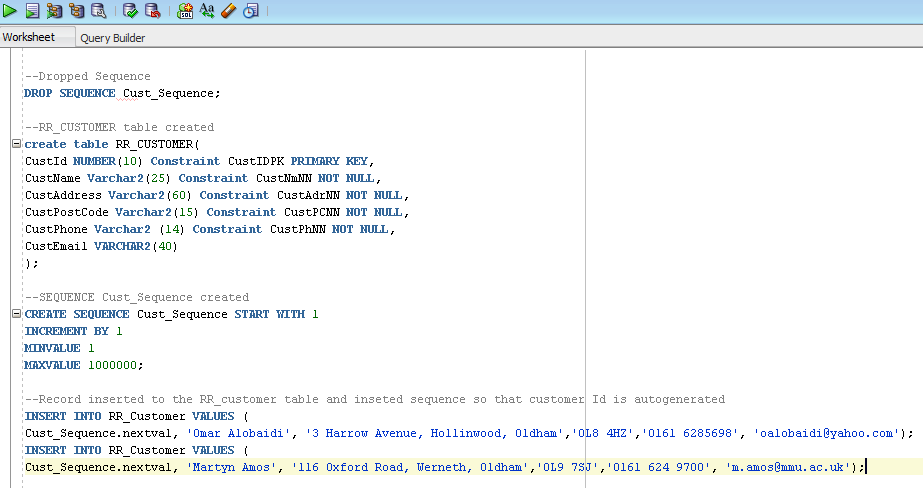 SQL
Aa
Worksheet
Query Builder
--Dropped Sequence
DROP SEQUENCE Cust_Sequence;
--RR_CUSTOMER table created
create table RR_CUSTOMER(
CustId NUMBER(10) Constraint CustIDPK PRIMARY KEY,
CustName Varchar2(25) Constraint CustNmNN NOT NULL,
CustAddress Varchar2(60) Constraint CustAdrNN NOT NULL,
CustPostCode Varchar2(15) Constraint CustPCNN NOT NULL,
CustPhone Varchar2 (14) Constraint CustPhNN NOT NULL,
CustEmail VARCHAR2(40)
);
--SEQUENCE Cust_Sequence created
CREATE SEQUENCE Cust_Sequence START WITH 1
INCREMENT BY 1
MINVALUE 1
MAXVALUE 1000000;
--Record inserted to the RR_customer table and inseted sequence so that customer Id is autogenerated
INSERT INTO RR_Customer VALUES (
Cust_Sequence.nextval, 'Omar Alobaidi', '3 Harrow Avenue, Hollinwood, Oldham','OL8 4HZ','0161 6285698', 'oalobaidi@yahoo.com');
INSERT INTO RR_Customer VALUES (
Cust_Sequence.nextval, 'Martyn Amos', '116 Oxford Road, Werneth, Oldham','OL9 7SJ','0161 624 9700', 'm.amos@mmu.ac.uk');